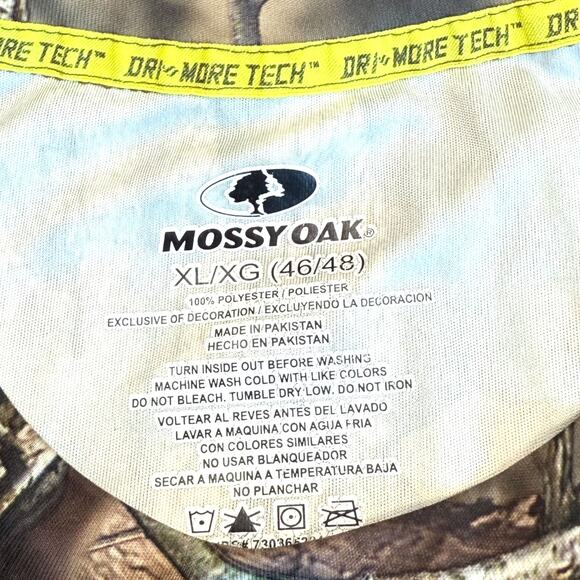 MORE TECH™ DRI MORE TECH™ DRI MORE TECH™ DRI
MOSSY OAK®
XL/XG (46/48)
100% POLYESTER / POLIESTER
EXCLUSIVE OF DECORATION / EXCLUYENDO LA DECORACION
MADE IN PAKISTAN
HECHO EN PAKISTAN
TURN INSIDE OUT BEFORE WASHING
MACHINE WASH COLD WITH LIKE COLORS
DO NOT BLEACH. TUMBLE DRY LOW. DO NOT IRON
VOLTEAR AL REVES ANTES DEL LAVADO
LAVAR A MAQUINA CON AGUA FRIA
CON COLORES SIMILARES
NO USAR BLANQUEADOR
SECAR A MAQUINA A TEMPERATURA BAJA
NO PLANCHAR